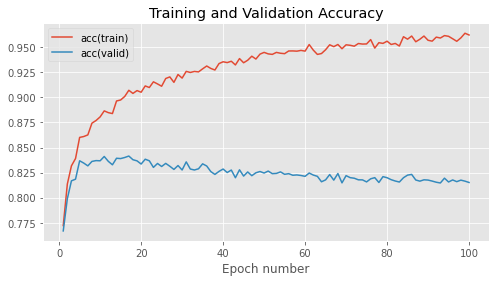 Training and Validation Accuracy
acc(train)
acc(valid)
0.950
0.925
0.900
0.875
0.850
0.825
0.800
0.775
0 20 40 60 80 100
Epoch number